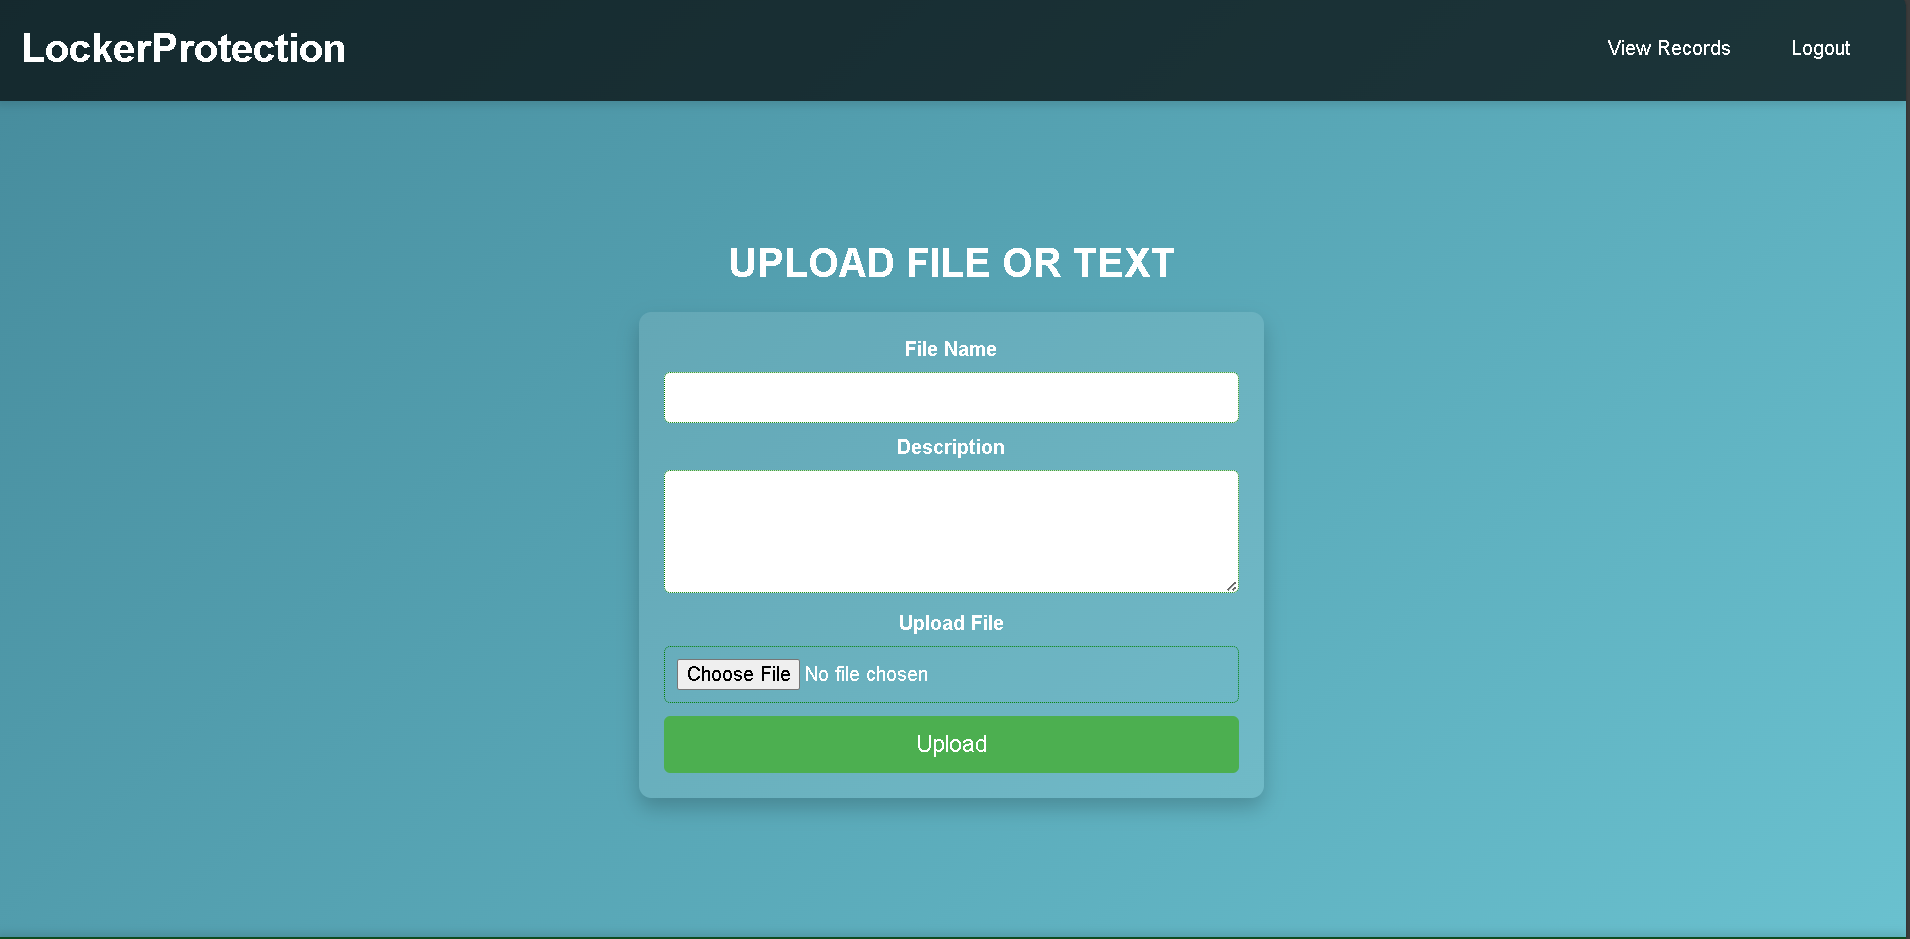 LockerProtection
View Records
Logout
UPLOAD FILE OR TEXT
File Name
Description
Upload File
Choose File No file chosen
Upload